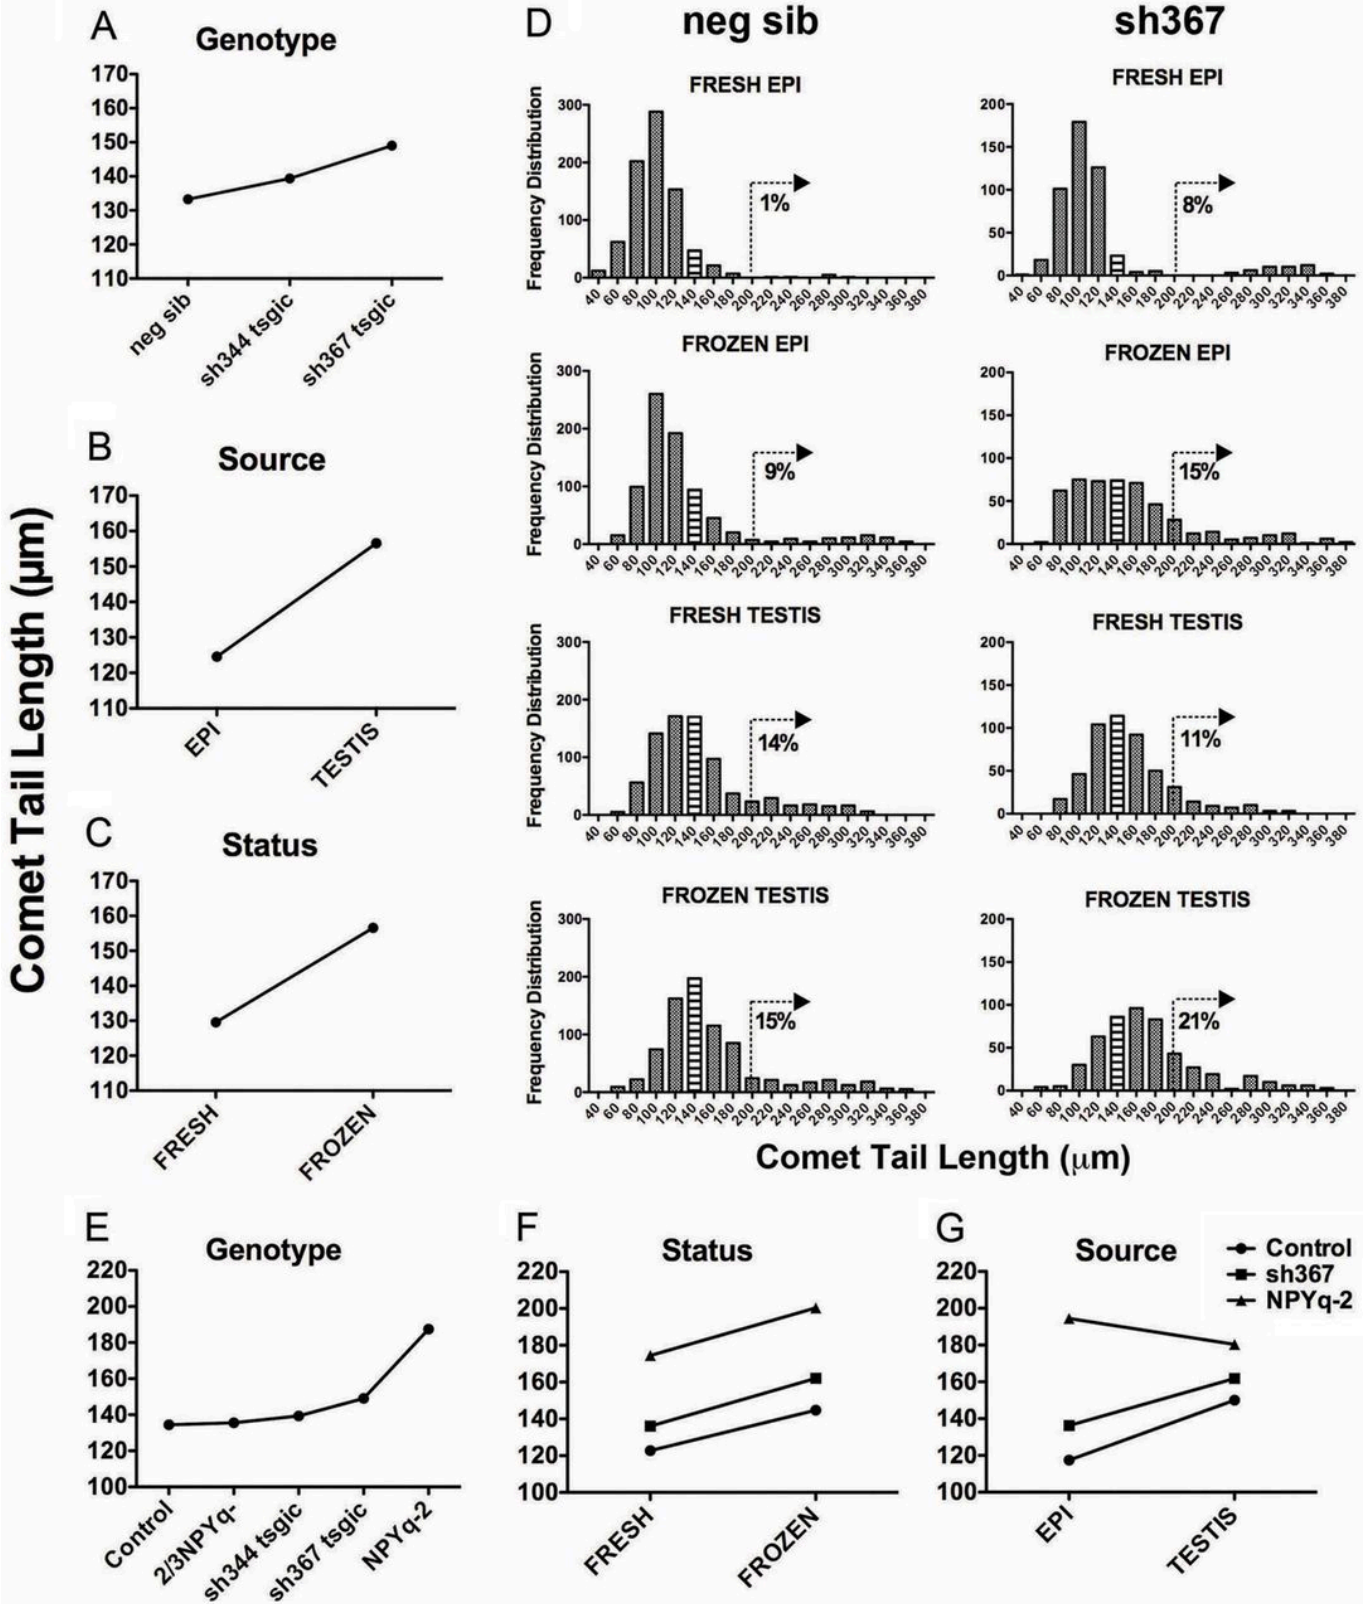 Comet Tail Length (µm)
A
Genotype
170
160
150
140
130
120
110
neg sib
sh344 tsgic
sh367 tsgic
B
Source
170
160
150
140
130
120
110
EPI
TESTIS
C
Status
170
160
150
140
130
120
110
FRESH
FROZEN
D
neg sib
sh367
FRESH EPI
Frequency Distribution
300
200
100
0
1%
40 60 80 100 120 140 160 180 200 220 240 260 280 300 320 340 360 380
FRESH EPI
200
150
100
50
0
8%
40 60 80 100 120 140 160 180 200 220 240 260 280 300 320 340 360 380
FROZEN EPI
Frequency Distribution
300
200
100
0
9%
40 60 80 100 120 140 160 180 200 220 240 260 280 300 320 340 360 380
FROZEN EPI
200
150
100
50
0
15%
40 60 80 100 120 140 160 180 200 220 240 260 280 300 320 340 360 380
FRESH TESTIS
Frequency Distribution
300
200
100
0
14%
40 60 80 100 120 140 160 180 200 220 240 260 280 300 320 340 360 380
FRESH TESTIS
200
150
100
50
0
11%
40 60 80 100 120 140 160 180 200 220 240 260 280 300 320 340 360 380
FROZEN TESTIS
Frequency Distribution
300
200
100
0
15%
40 60 80 100 120 140 160 180 200 220 240 260 280 300 320 340 360 380
FROZEN TESTIS
200
150
100
50
0
21%
40 60 80 100 120 140 160 180 200 220 240 260 280 300 320 340 360 380
Comet Tail Length (µm)
E
Genotype
220
200
180
160
140
120
100
Control
2/3NPYq-
sh344 tsgic
sh367 tsgic
NPYq-2
F
Status
220
200
180
160
140
120
100
FRESH
FROZEN
G
Source
Control
sh367
NPYq-2
220
200
180
160
140
120
100
EPI
TESTIS